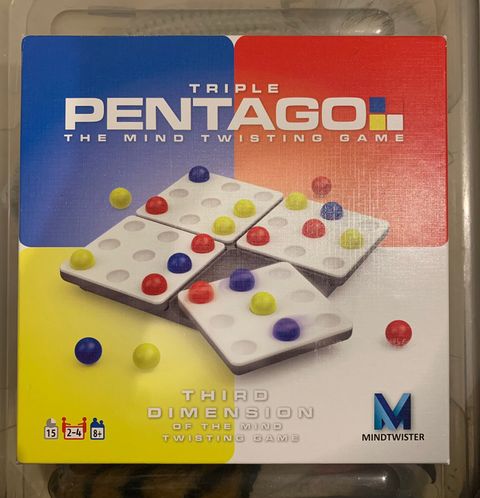 TRIPLE
PENTAGO
THE MIND TWISTING GAME
THIRD
DIMENSION
OF THE MIND
TWISTING GAME
15 2-4 8+
M
MINDTWISTER